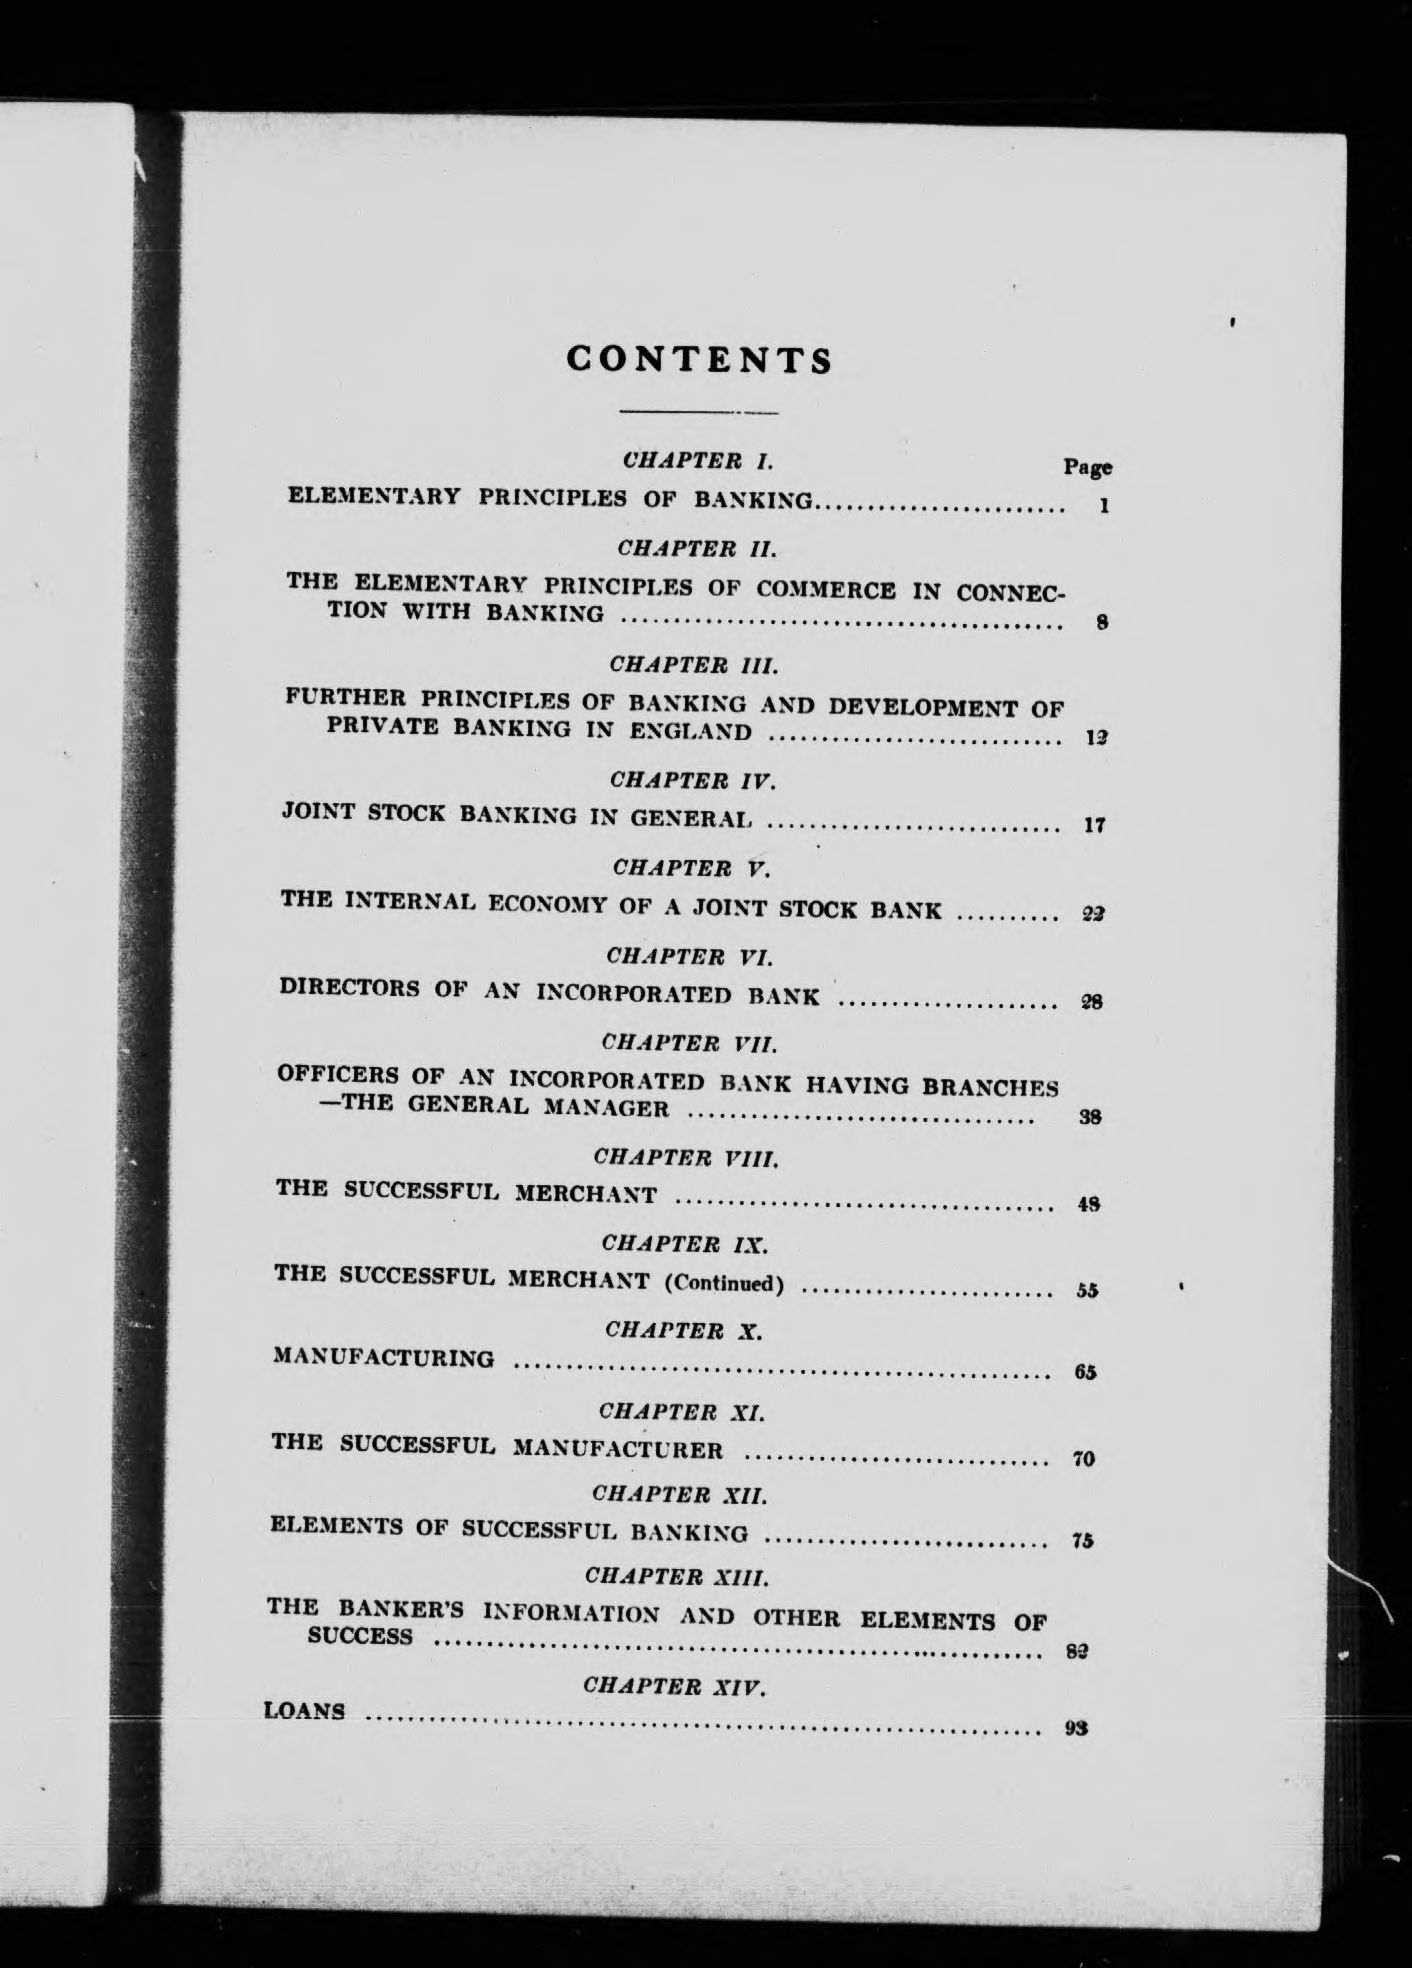 CONTENTS
CHAPTER I.
Page
ELEMENTARY PRINCIPLES OF BANKING........................ 1
CHAPTER II.
THE ELEMENTARY PRINCIPLES OF COMMERCE IN CONNEC-
TION WITH BANKING .......................................... 8
CHAPTER III.
FURTHER PRINCIPLES OF BANKING AND DEVELOPMENT OF
PRIVATE BANKING IN ENGLAND ............................ 12
CHAPTER IV.
JOINT STOCK BANKING IN GENERAL ............................ 17
CHAPTER V.
THE INTERNAL ECONOMY OF A JOINT STOCK BANK .......... 22
CHAPTER VI.
DIRECTORS OF AN INCORPORATED BANK ..................... 28
CHAPTER VII.
OFFICERS OF AN INCORPORATED BANK HAVING BRANCHES
—THE GENERAL MANAGER ................................. 38
CHAPTER VIII.
THE SUCCESSFUL MERCHANT .................................... 48
CHAPTER IX.
THE SUCCESSFUL MERCHANT (Continued) ........................ 55
CHAPTER X.
MANUFACTURING ................................................... 65
CHAPTER XI.
THE SUCCESSFUL MANUFACTURER ............................. 70
CHAPTER XII.
ELEMENTS OF SUCCESSFUL BANKING ........................... 75
CHAPTER XIII.
THE BANKER'S INFORMATION AND OTHER ELEMENTS OF
SUCCESS .......................................................... 82
CHAPTER XIV.
LOANS ................................................................ 93